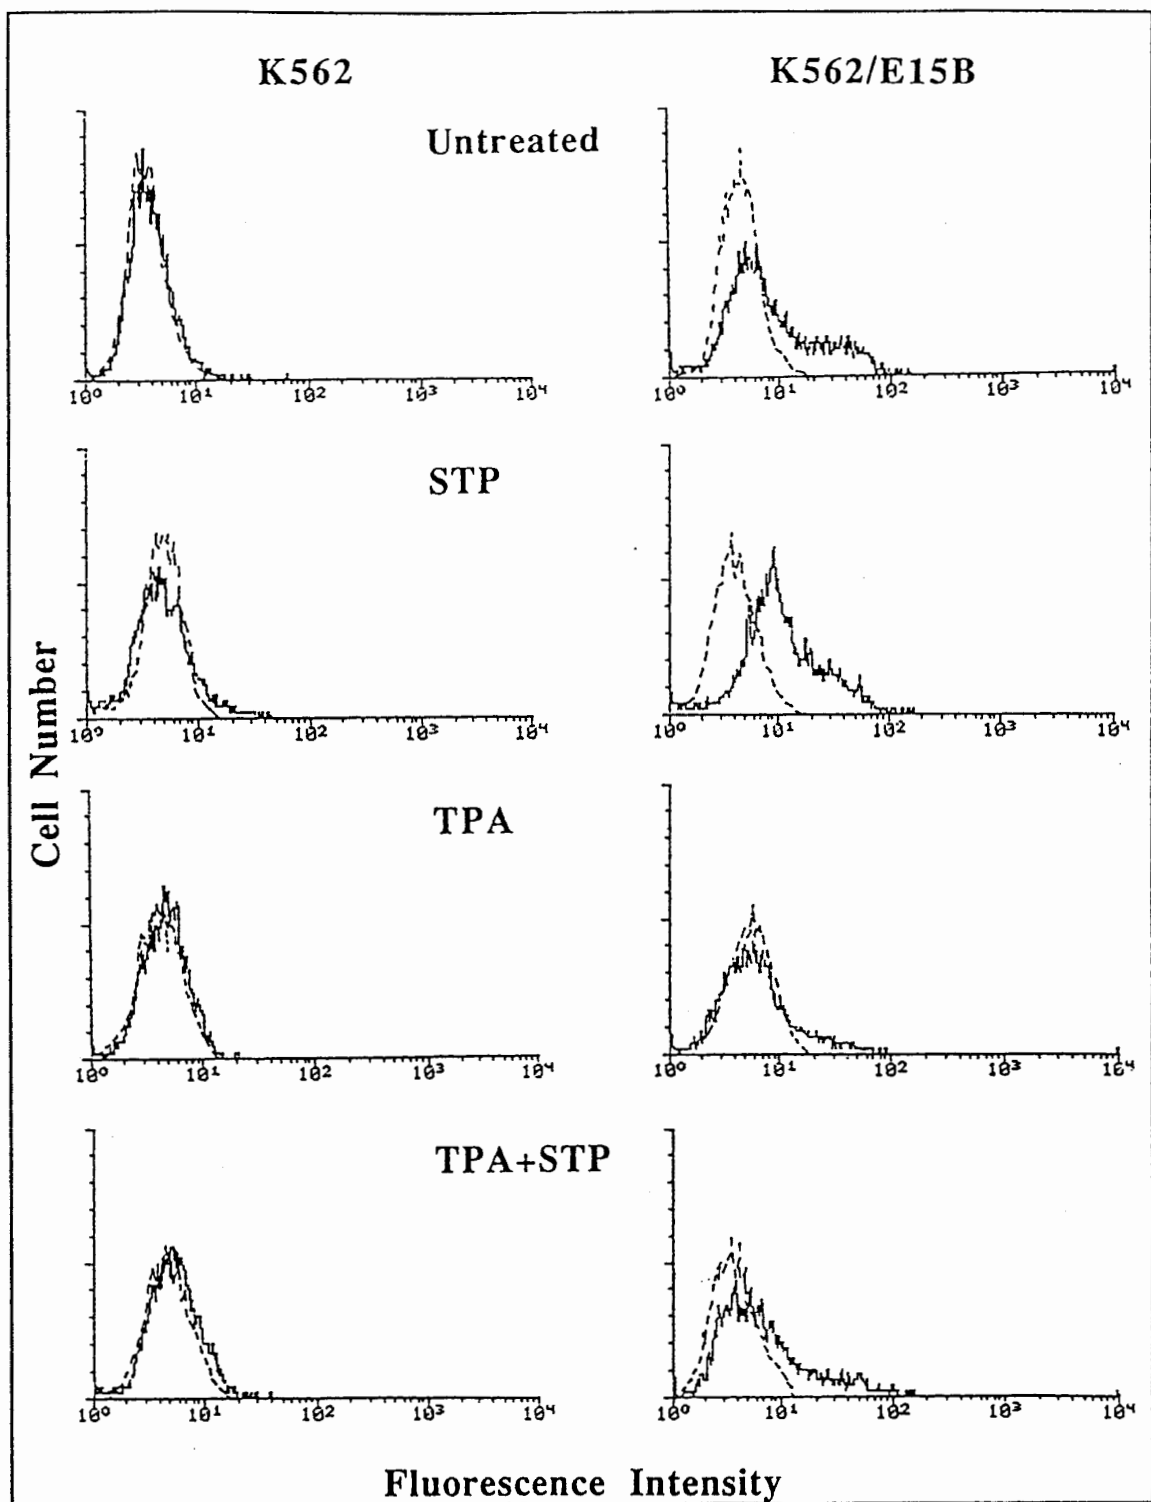 K562 K562/E15B
Untreated
10⁰ 10¹ 10² 10³ 10⁴ 10⁰ 10¹ 10² 10³ 10⁴
STP
10⁰ 10¹ 10² 10³ 10⁴ 10⁰ 10¹ 10² 10³ 10⁴
Cell Number
TPA
10⁰ 10¹ 10² 10³ 10⁴ 10⁰ 10¹ 10² 10³ 10⁴
TPA+STP
10⁰ 10¹ 10² 10³ 10⁴ 10⁰ 10¹ 10² 10³ 10⁴
Fluorescence Intensity